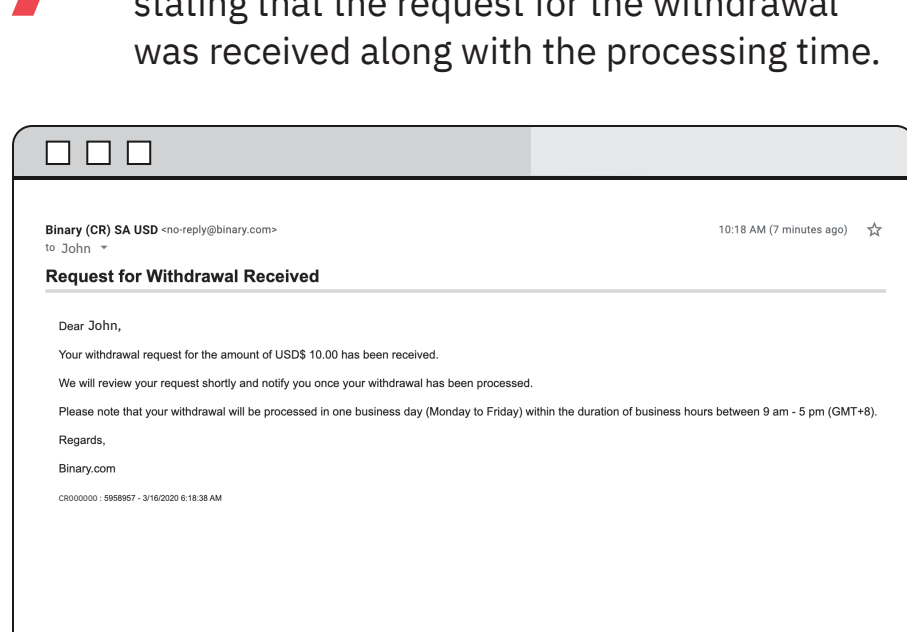 stating that the request for the withdrawal
was received along with the processing time.
Binary (CR) SA USD <no-reply@binary.com>
10:18 AM (7 minutes ago)
to John
Request for Withdrawal Received
Dear John,
Your withdrawal request for the amount of USD$ 10.00 has been received.
We will review your request shortly and notify you once your withdrawal has been processed.
Please note that your withdrawal will be processed in one business day (Monday to Friday) within the duration of business hours between 9 am - 5 pm (GMT+8).
Regards,
Binary.com
CR000000 : 5958957 - 3/16/2020 6:18:38 AM